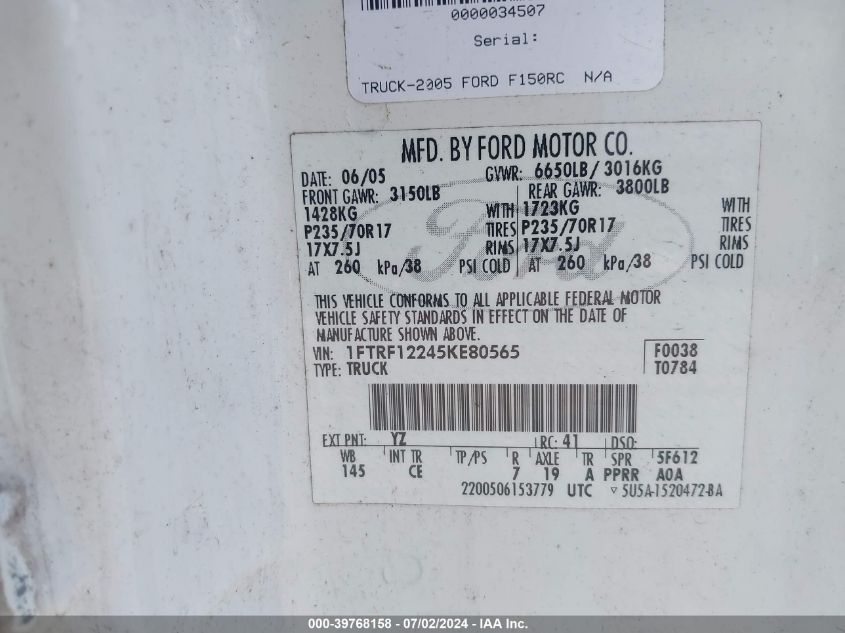 0000034507
Serial:
TRUCK-2005 FORD F150RC N/A
MFD. BY FORD MOTOR CO.
DATE: 06/05 GVWR: 6650LB/ 3016KG
FRONT GAWR: 3150LB REAR GAWR: 3800LB
1428KG WITH 1723KG WITH
P235/70R17 TIRES P235/70R17 TIRES
17X7.5J RIMS 17X7.5J RIMS
AT 260 kPa/38 PSI COLD AT 260 kPa/38 PSI COLD
Ford
THIS VEHICLE CONFORMS TO ALL APPLICABLE FEDERAL MOTOR
VEHICLE SAFETY STANDARDS IN EFFECT ON THE DATE OF
MANUFACTURE SHOWN ABOVE.
VIN: 1FTRF12245KE80565 F0038
TYPE: TRUCK T0784
EXT PNT: YZ RC: 41 DSO:
WB INT TR TP/PS R AXLE TR SPR 5F612
145 CE 7 19 A PPRR A0A
2200506153779 UTC ▽ 5U5A-1520472-BA
000-39768158 - 07/02/2024 - IAA Inc.